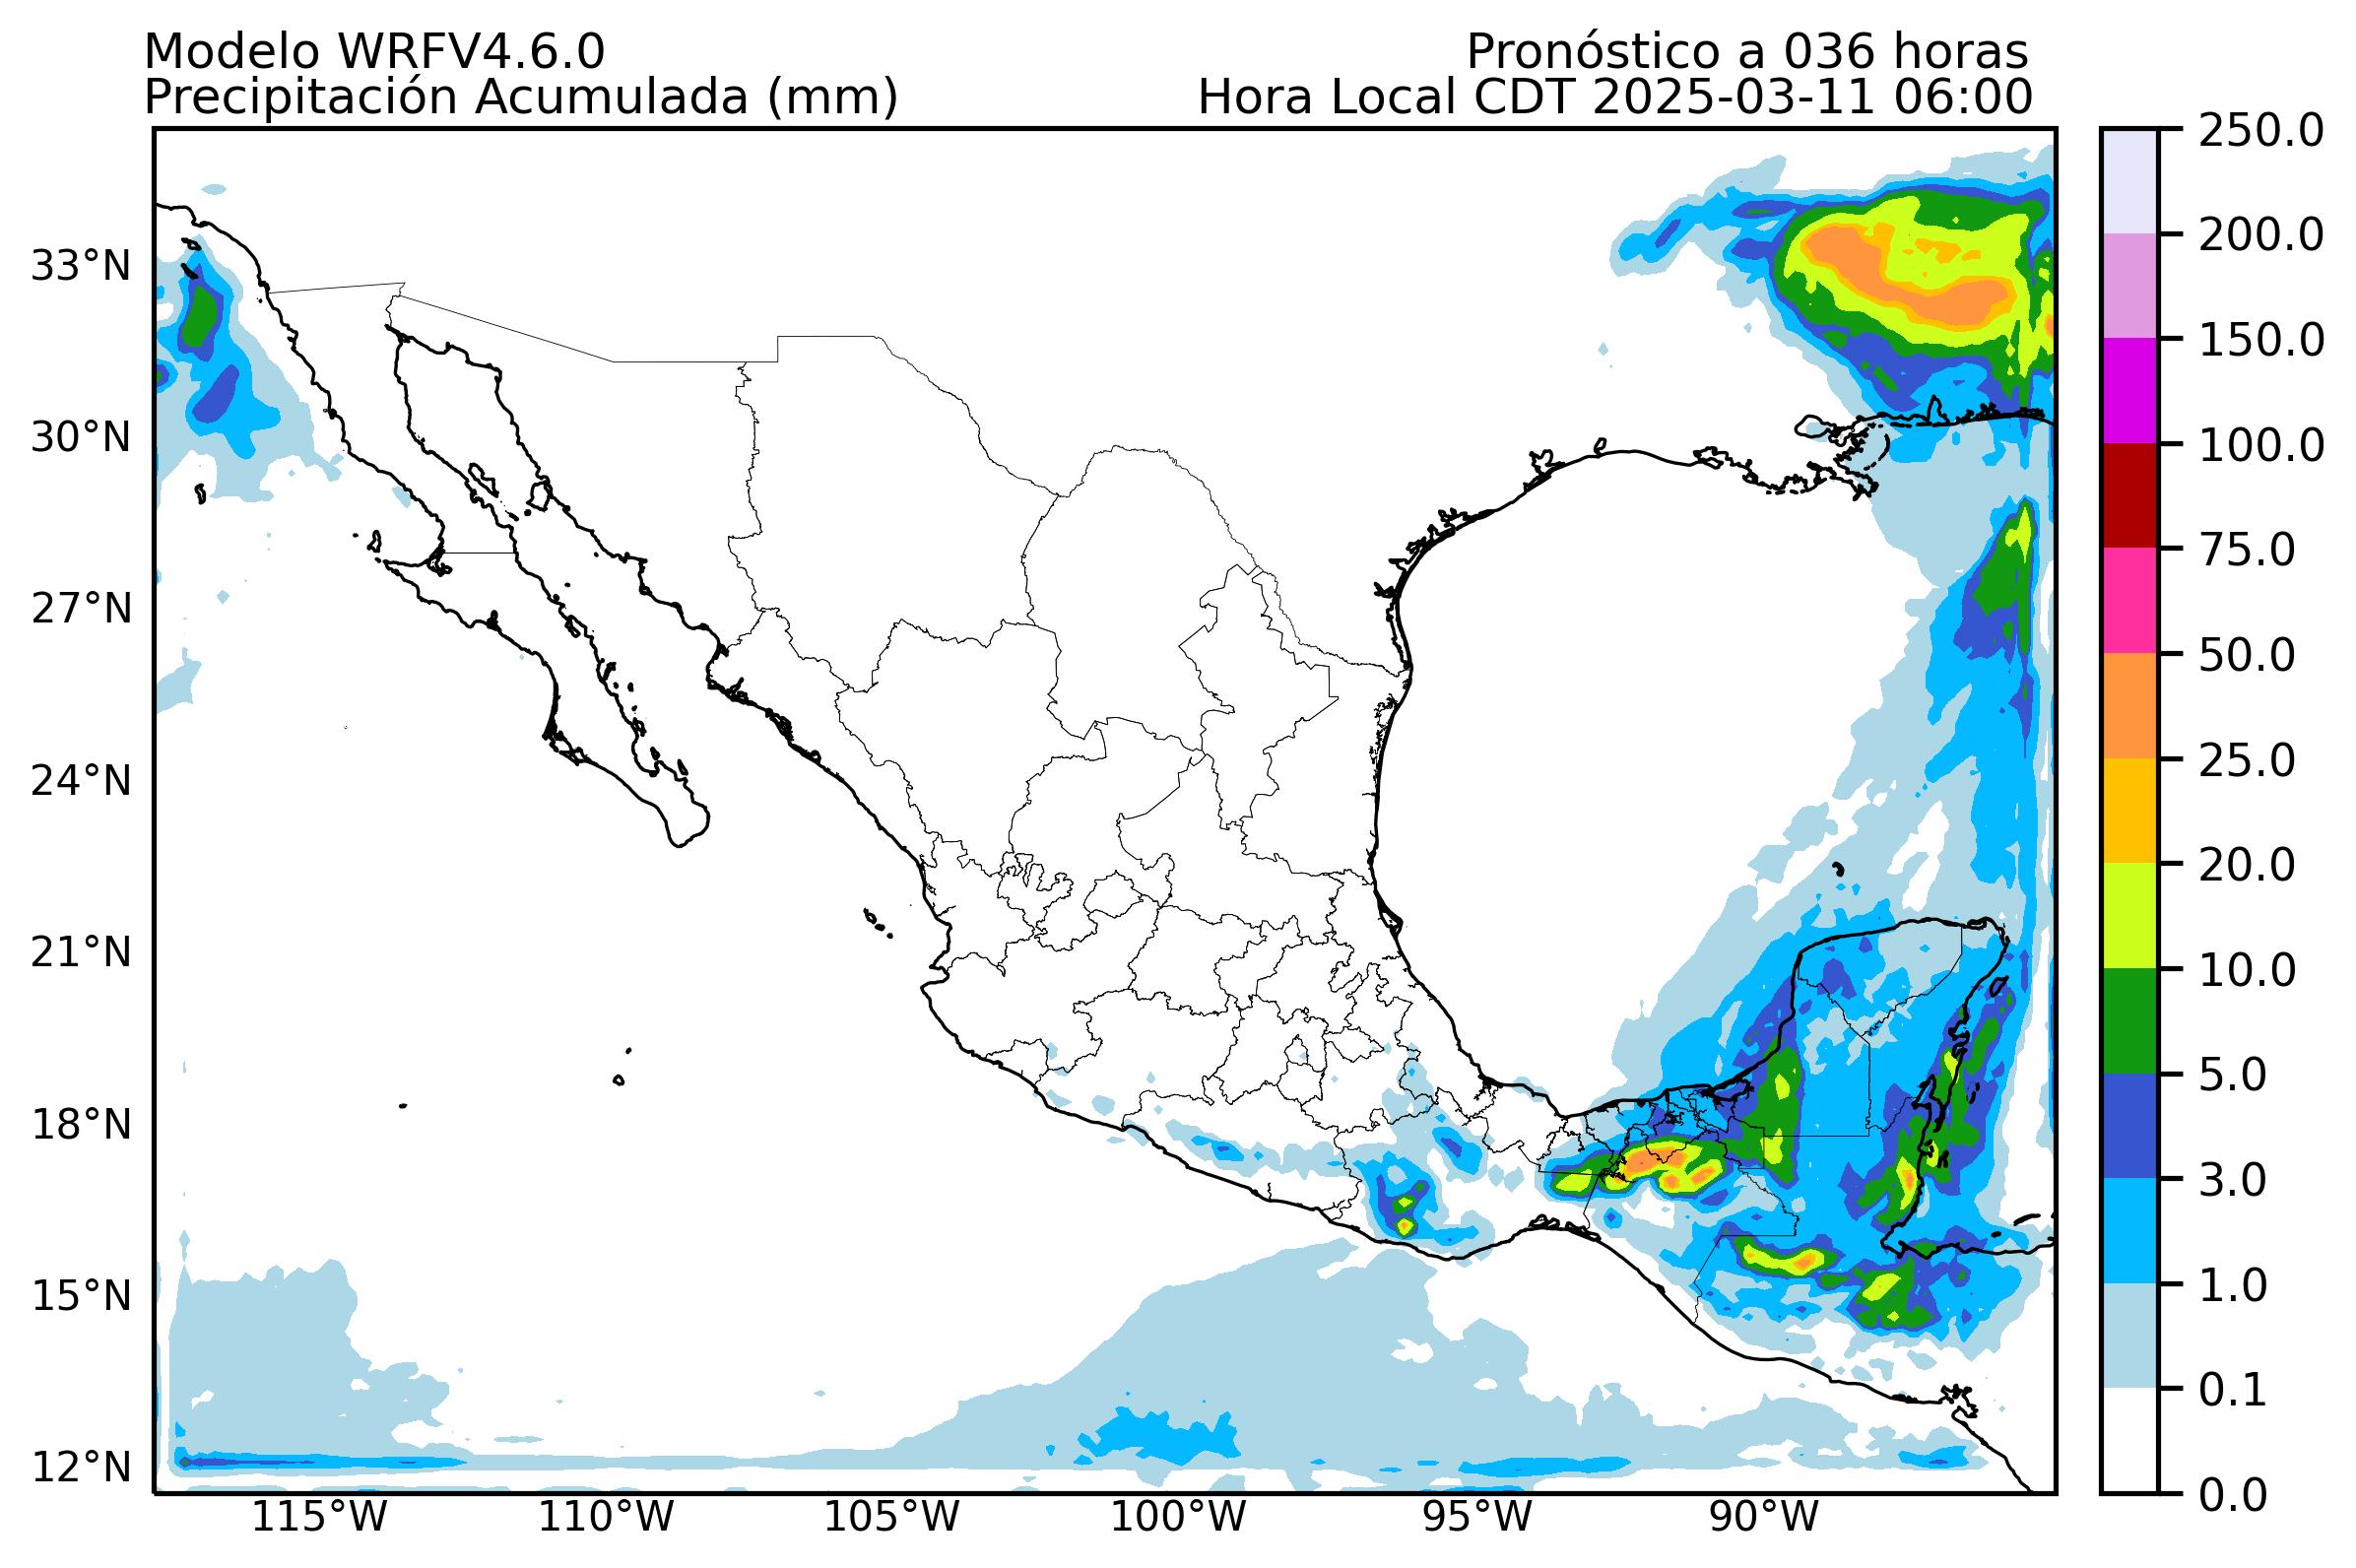 Modelo WRFV4.6.0
Pronóstico a 036 horas
Precipitación Acumulada (mm)
Hora Local CDT 2025-03-11 06:00
250.0
200.0
150.0
100.0
75.0
50.0
25.0
20.0
10.0
5.0
3.0
1.0
0.1
0.0
33°N
30°N
27°N
24°N
21°N
18°N
15°N
12°N
115°W
110°W
105°W
100°W
95°W
90°W